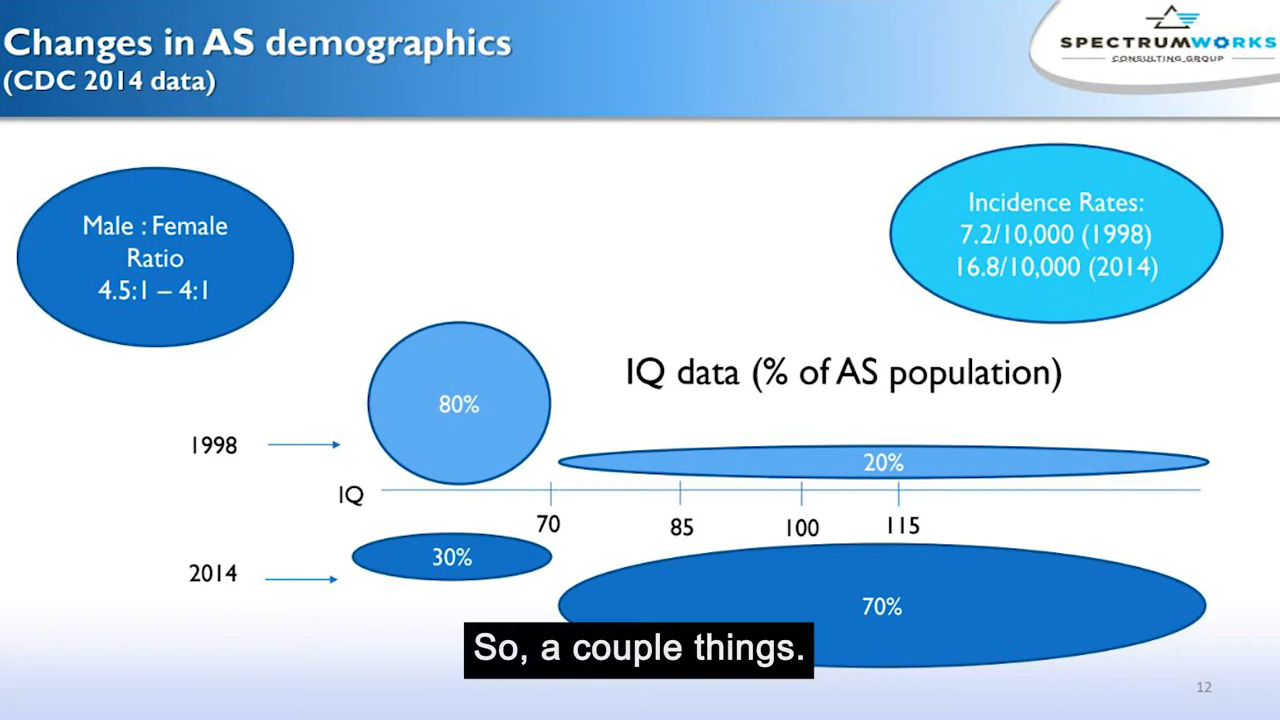 Changes in AS demographics
(CDC 2014 data)
SPECTRUMWORKS
CONSULTING GROUP
Male : Female
Ratio
4.5:1 – 4:1
Incidence Rates:
7.2/10,000 (1998)
16.8/10,000 (2014)
IQ data (% of AS population)
80%
1998
20%
IQ
70
85
100
115
30%
2014
70%
So, a couple things.
12